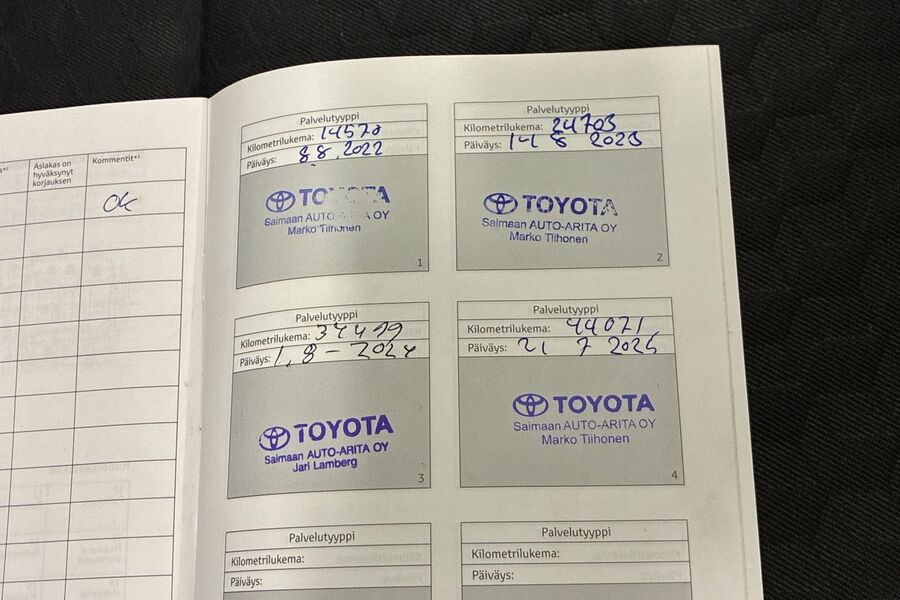 Asiakas on
hyväksynyt
korjauksen
Kommentit*³
ok
Palvelutyyppi
Kilometrilukema: 14570
Päiväys: 8.8.2022
TOYOTA
Saimaan AUTO-ARITA OY
Marko Tiihonen
1
Palvelutyyppi
Kilometrilukema: 24703
Päiväys: 14 8 2023
TOYOTA
Saimaan AUTO-ARITA OY
Marko Tiihonen
2
Palvelutyyppi
Kilometrilukema: 34499
Päiväys: 1,8-2024
TOYOTA
Saimaan AUTO-ARITA OY
Jari Lamberg
3
Palvelutyyppi
Kilometrilukema: 44071
Päiväys: 21 7 2025
TOYOTA
Saimaan AUTO-ARITA OY
Marko Tiihonen
4
Palvelutyyppi
Kilometrilukema:
Päiväys:
Palvelutyyppi
Kilometrilukema:
Päiväys: